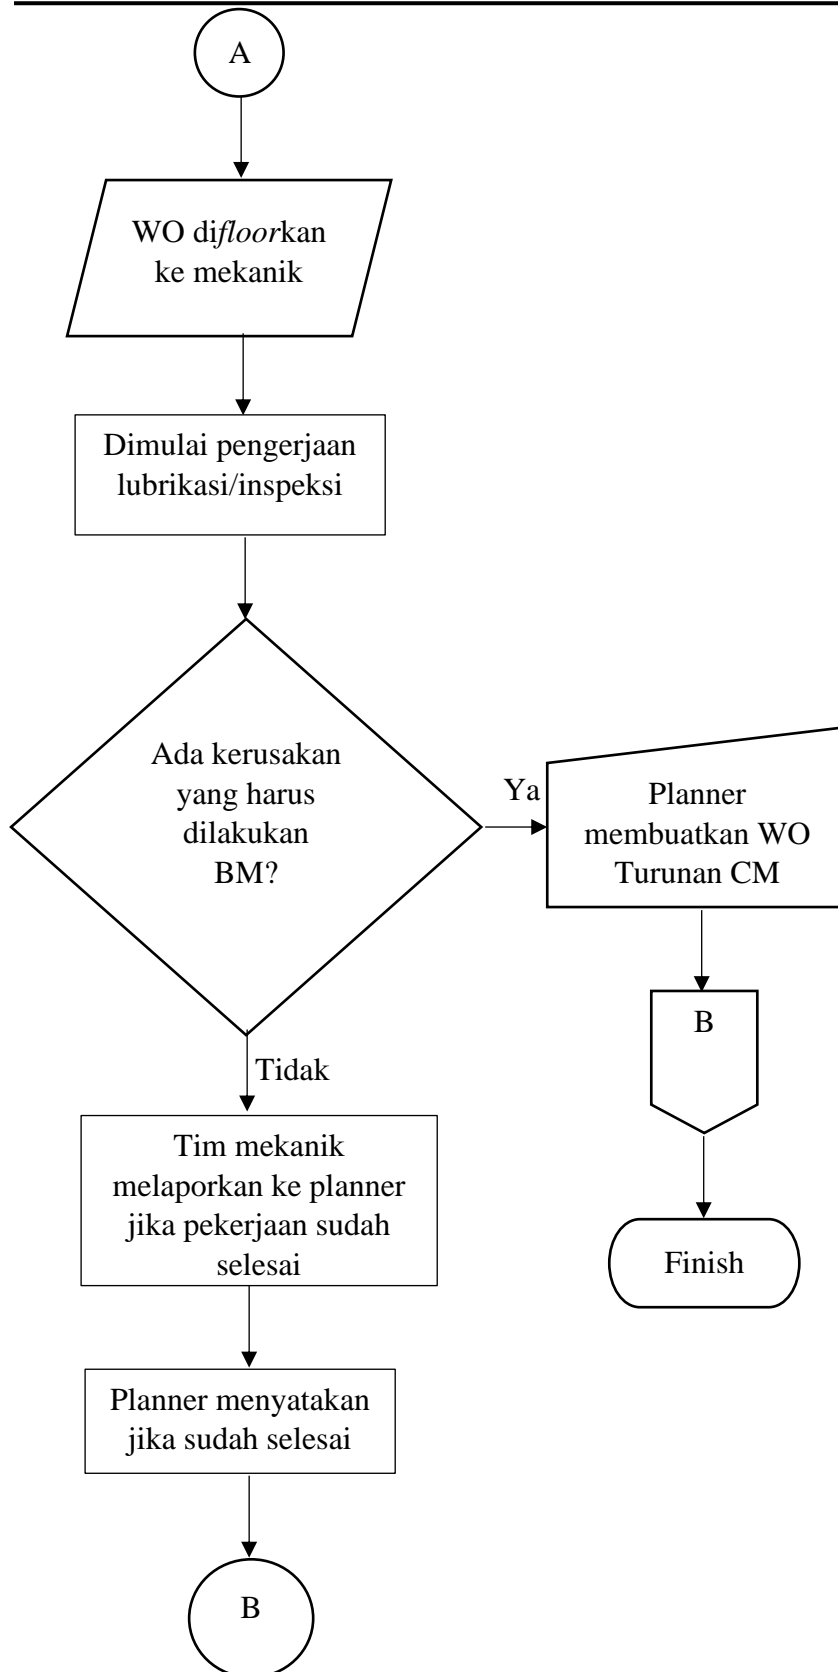 A
WO difloorkan
ke mekanik
Dimulai pengerjaan
lubrikasi/inspeksi
Ada kerusakan
yang harus
dilakukan
BM?
Ya
Planner
membuatkan WO
Turunan CM
B
Finish
Tidak
Tim mekanik
melaporkan ke planner
jika pekerjaan sudah
selesai
Planner menyatakan
jika sudah selesai
B